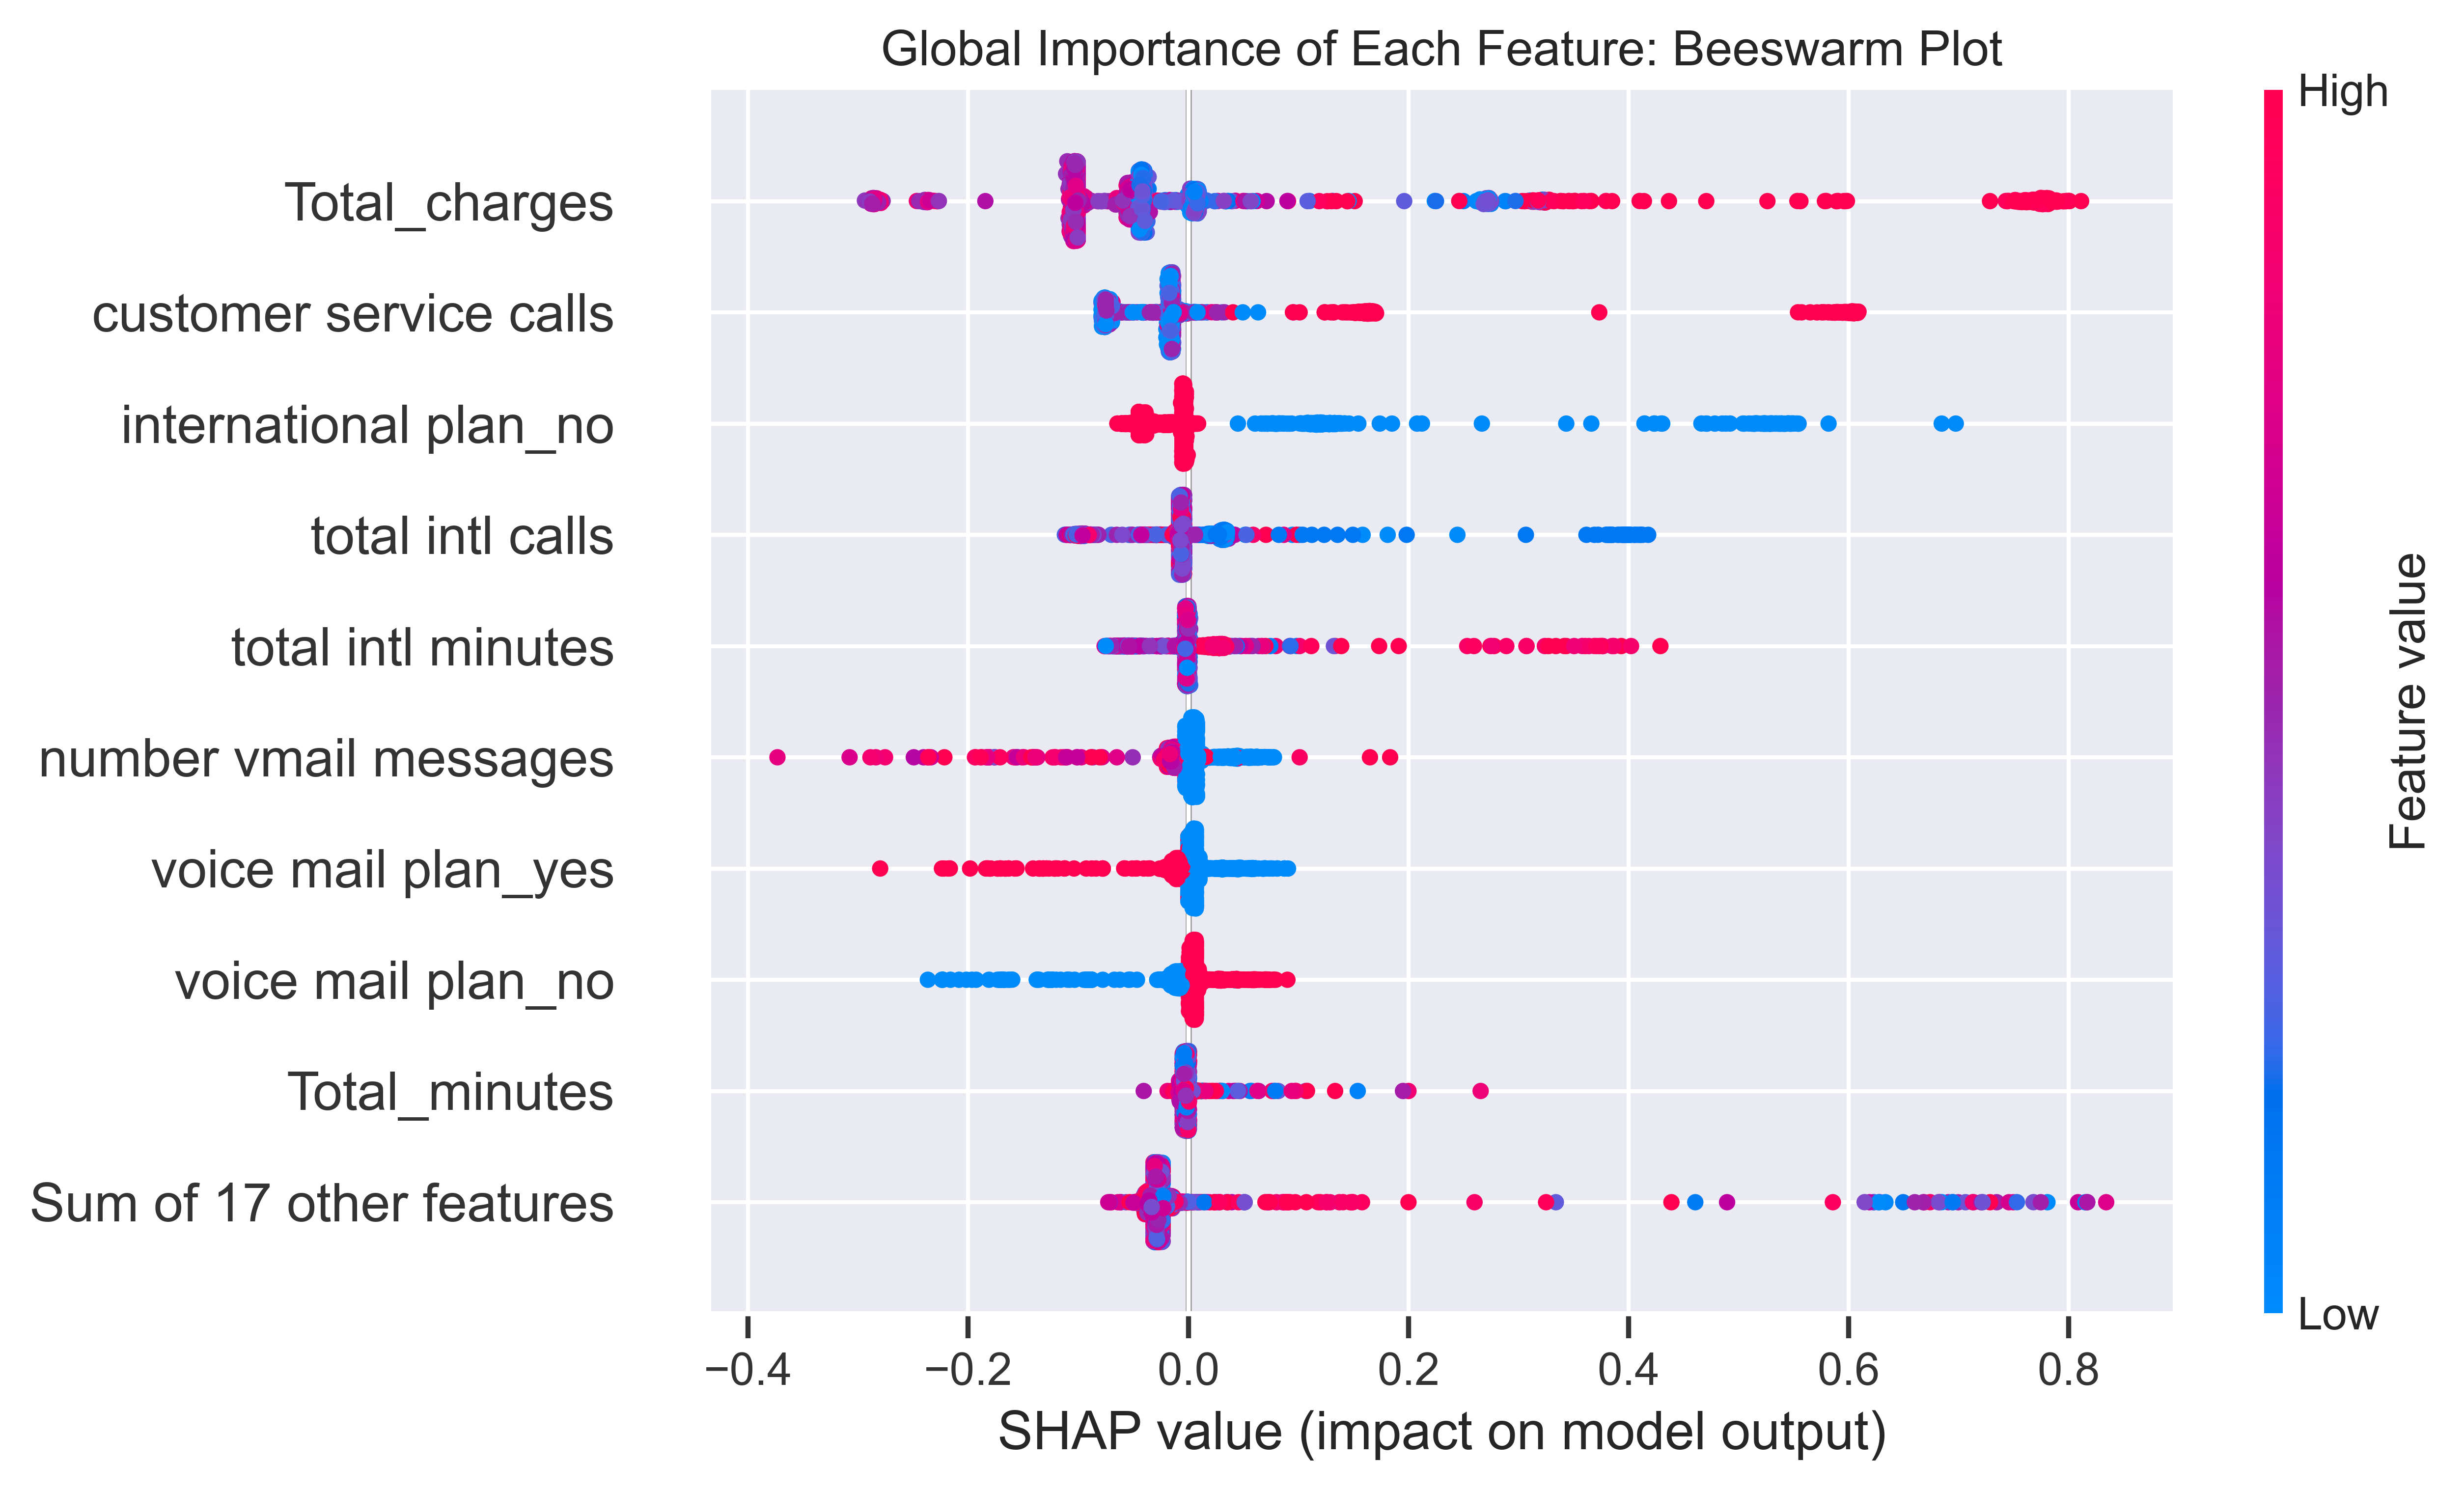 Global Importance of Each Feature: Beeswarm Plot
High
Total_charges
customer service calls
international plan_no
total intl calls
total intl minutes
number vmail messages
voice mail plan_yes
voice mail plan_no
Total_minutes
Sum of 17 other features
Feature value
Low
−0.4 −0.2 0.0 0.2 0.4 0.6 0.8
SHAP value (impact on model output)